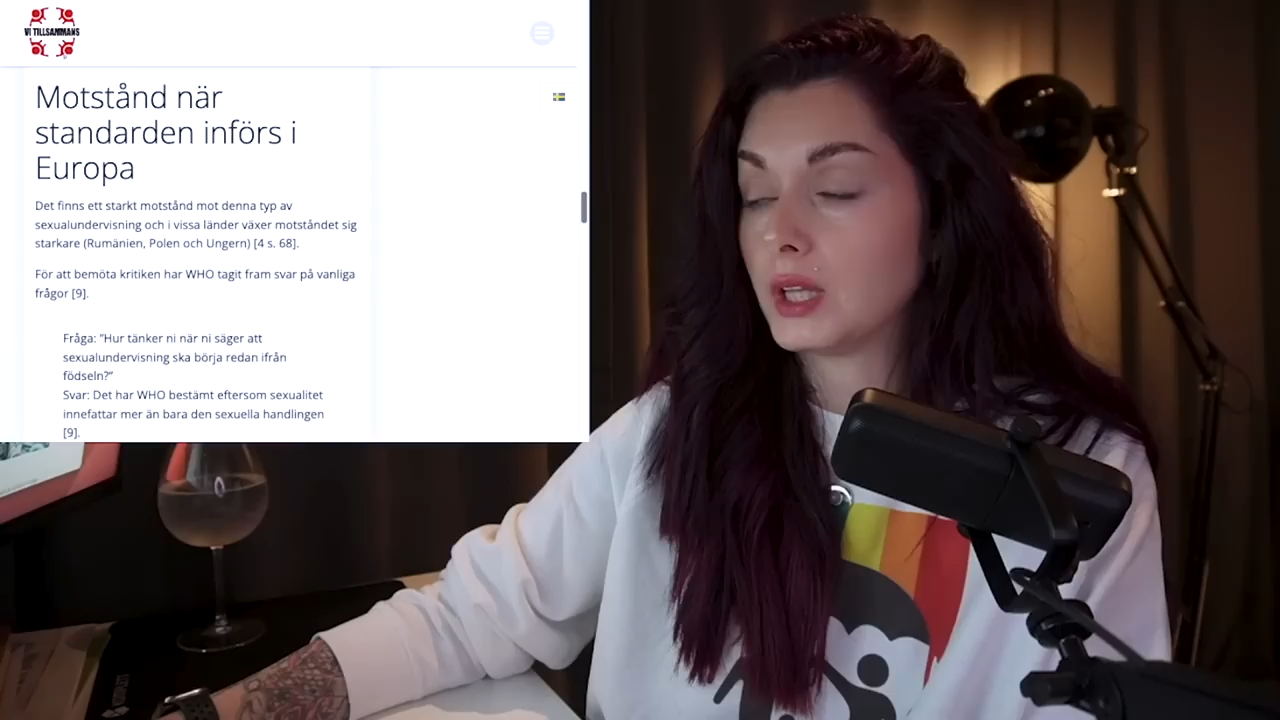 VI TILLSAMMANS
Motstånd när
standarden införs i
Europa
Det finns ett starkt motstånd mot denna typ av
sexualundervisning och i vissa länder växer motståndet sig
starkare (Rumänien, Polen och Ungern) [4 s. 68].
För att bemöta kritiken har WHO tagit fram svar på vanliga
frågor [9].
Fråga: ”Hur tänker ni när ni säger att
sexualundervisning ska börja redan ifrån
födseln?”
Svar: Det har WHO bestämt eftersom sexualitet
innefattar mer än bara den sexuella handlingen
[9].